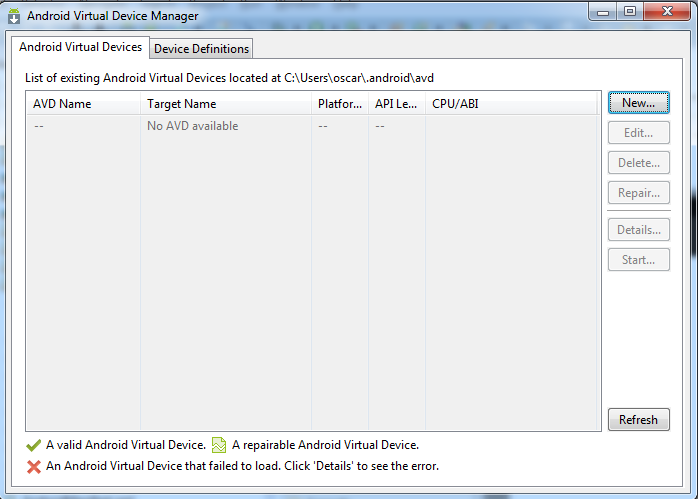 Android Virtual Device Manager
Android Virtual Devices
Device Definitions
List of existing Android Virtual Devices located at C:\Users\oscar\.android\avd
AVD Name Target Name Platfor... API Le... CPU/ABI
-- No AVD available -- --
New...
Edit...
Delete...
Repair...
Details...
Start...
Refresh
A valid Android Virtual Device. A repairable Android Virtual Device.
An Android Virtual Device that failed to load. Click 'Details' to see the error.